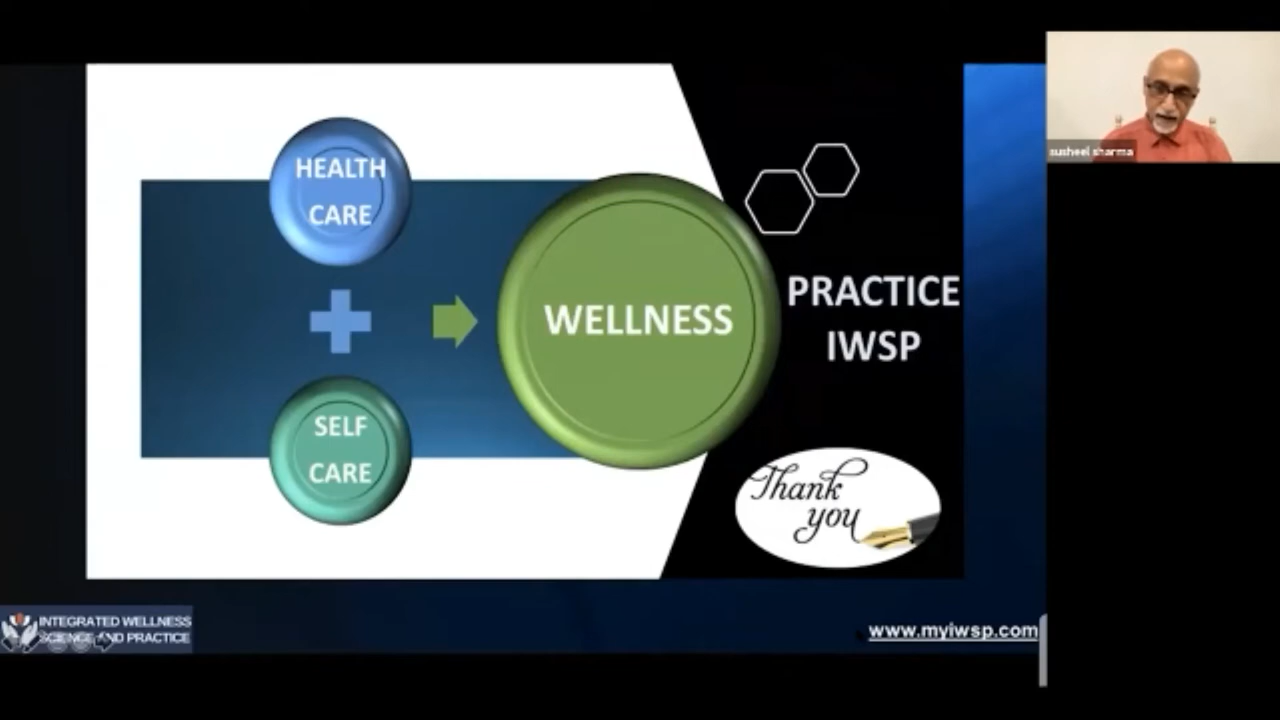 HEALTH
CARE
SELF
CARE
WELLNESS
PRACTICE
IWSP
Thank
you
INTEGRATED WELLNESS
SCIENCE AND PRACTICE
www.myiwsp.com
susheel sharma